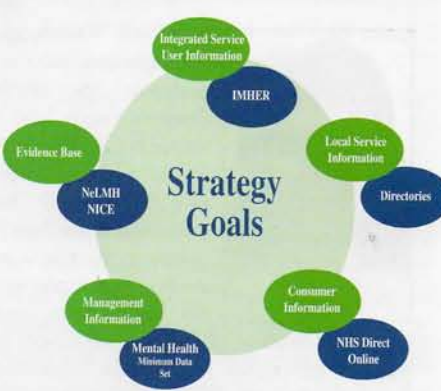 Integrated Service
User Information
IMHER
Local Service
Information
Directories
Evidence Base
NeLMH
NICE
Strategy
Goals
Consumer
Information
NHS Direct
Online
Management
Information
Mental Health
Minimum Data
Set